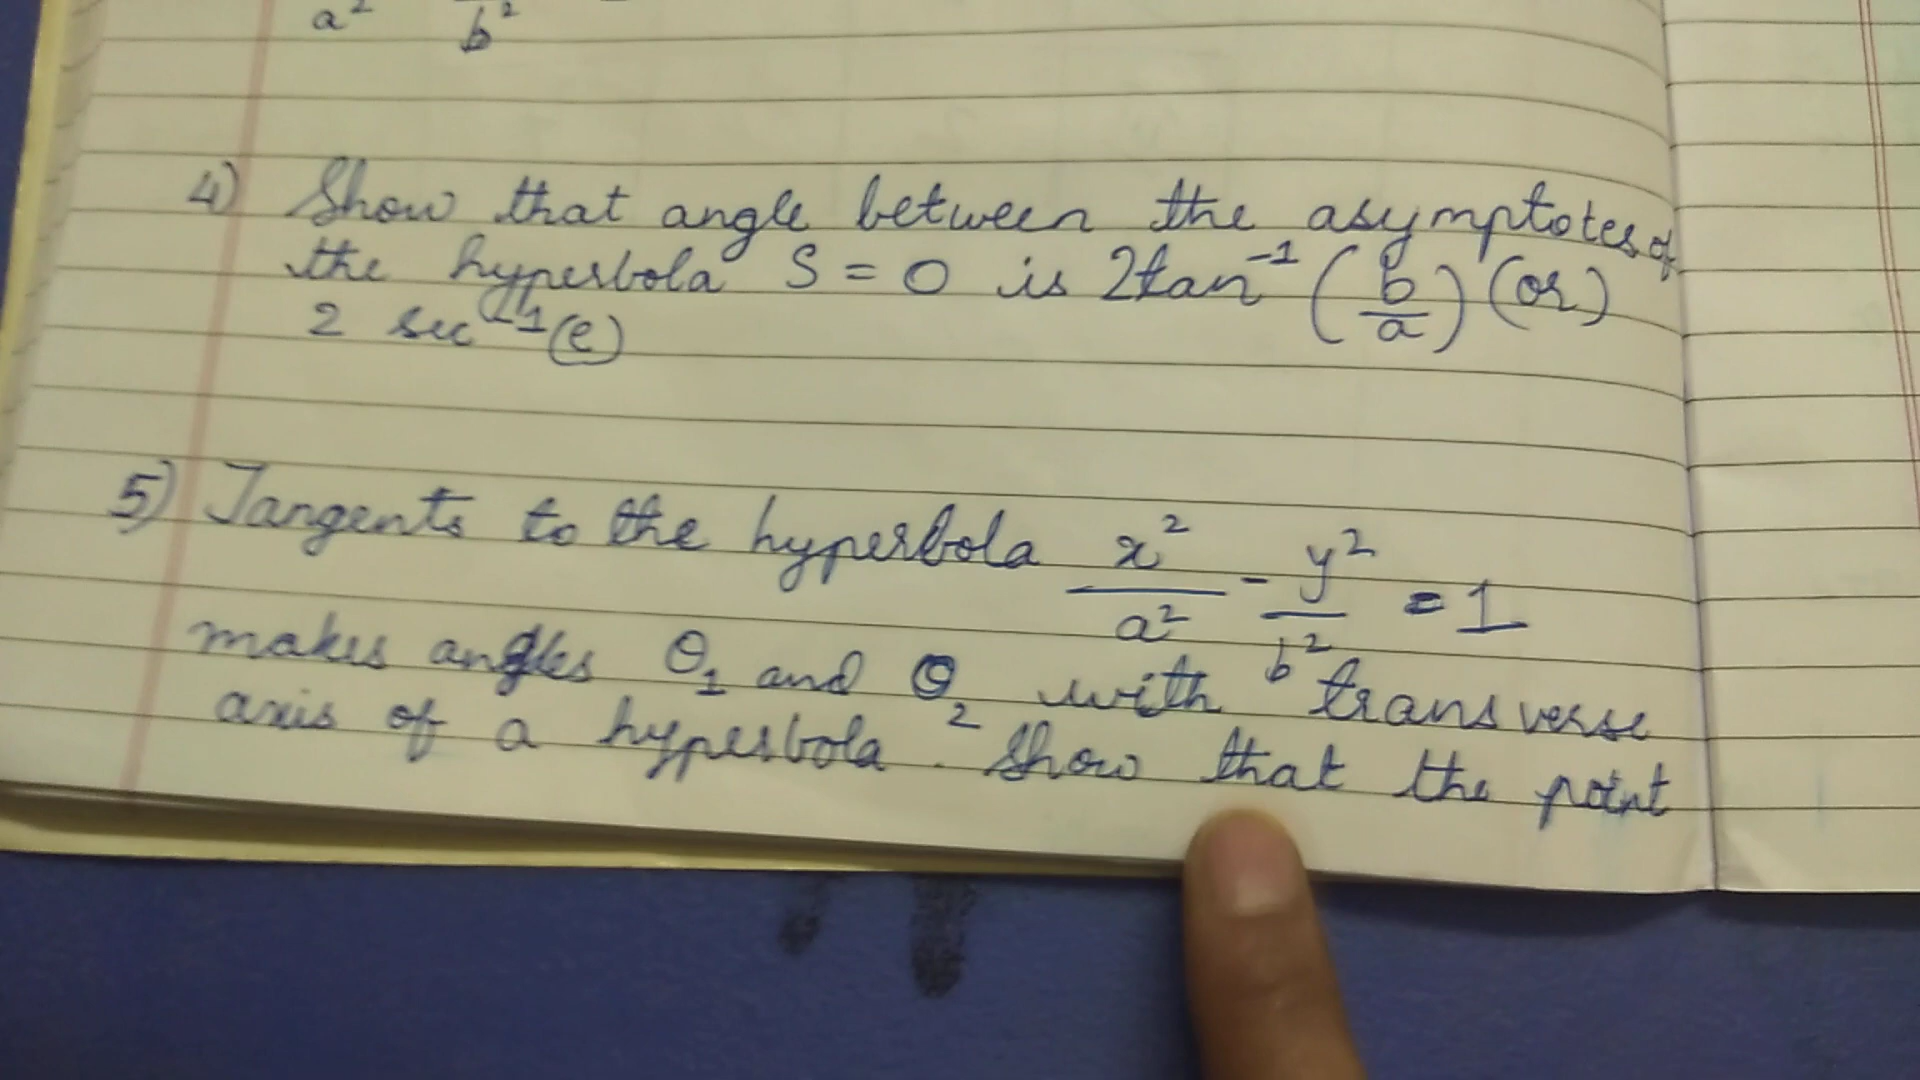 a² b²
4) Show that angle between the asymptotes of
the hyperbola S = 0 is 2tan⁻¹ (b/a) (or)
2 sec⁻¹(e)
5) Tangents to the hyperbola x²/a² - y²/b² = 1
makes angles θ₁ and θ₂ with transverse
axis of a hyperbola. Show that the point